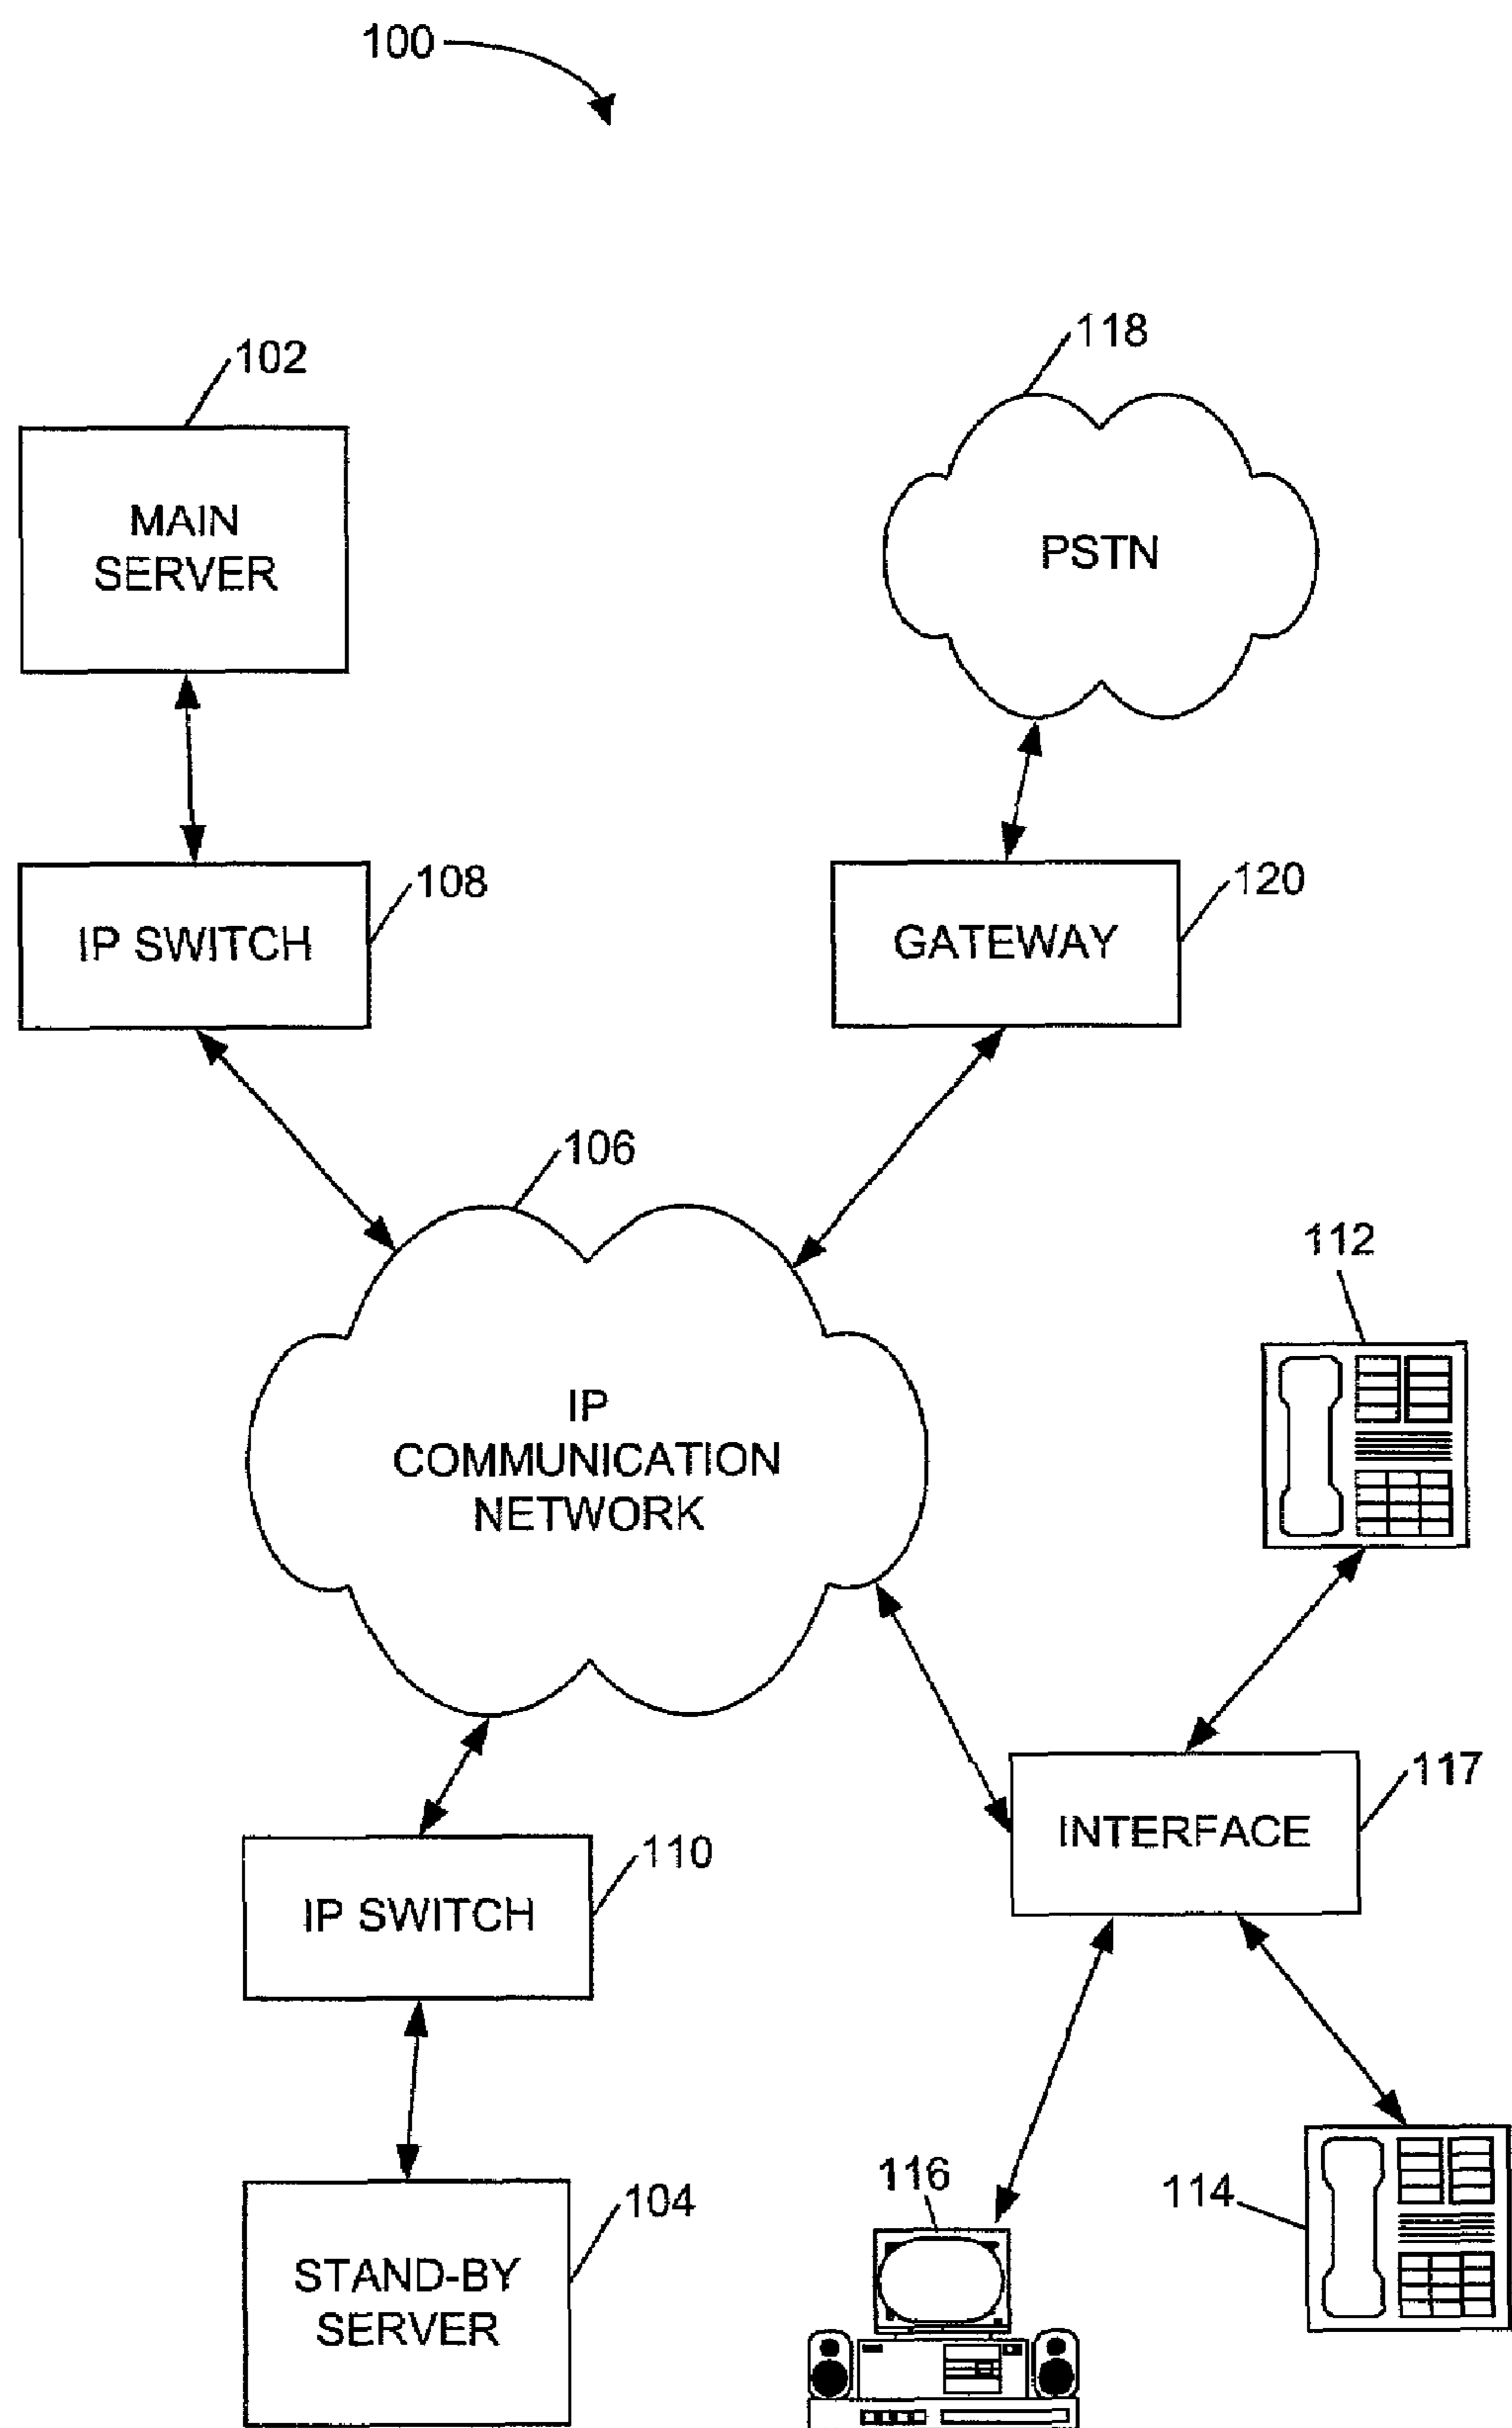 100
102
118
MAIN
SERVER
PSTN
108
120
IP SWITCH
GATEWAY
106
112
IP
COMMUNICATION
NETWORK
117
INTERFACE
110
IP SWITCH
116
114
104
STAND-BY
SERVER